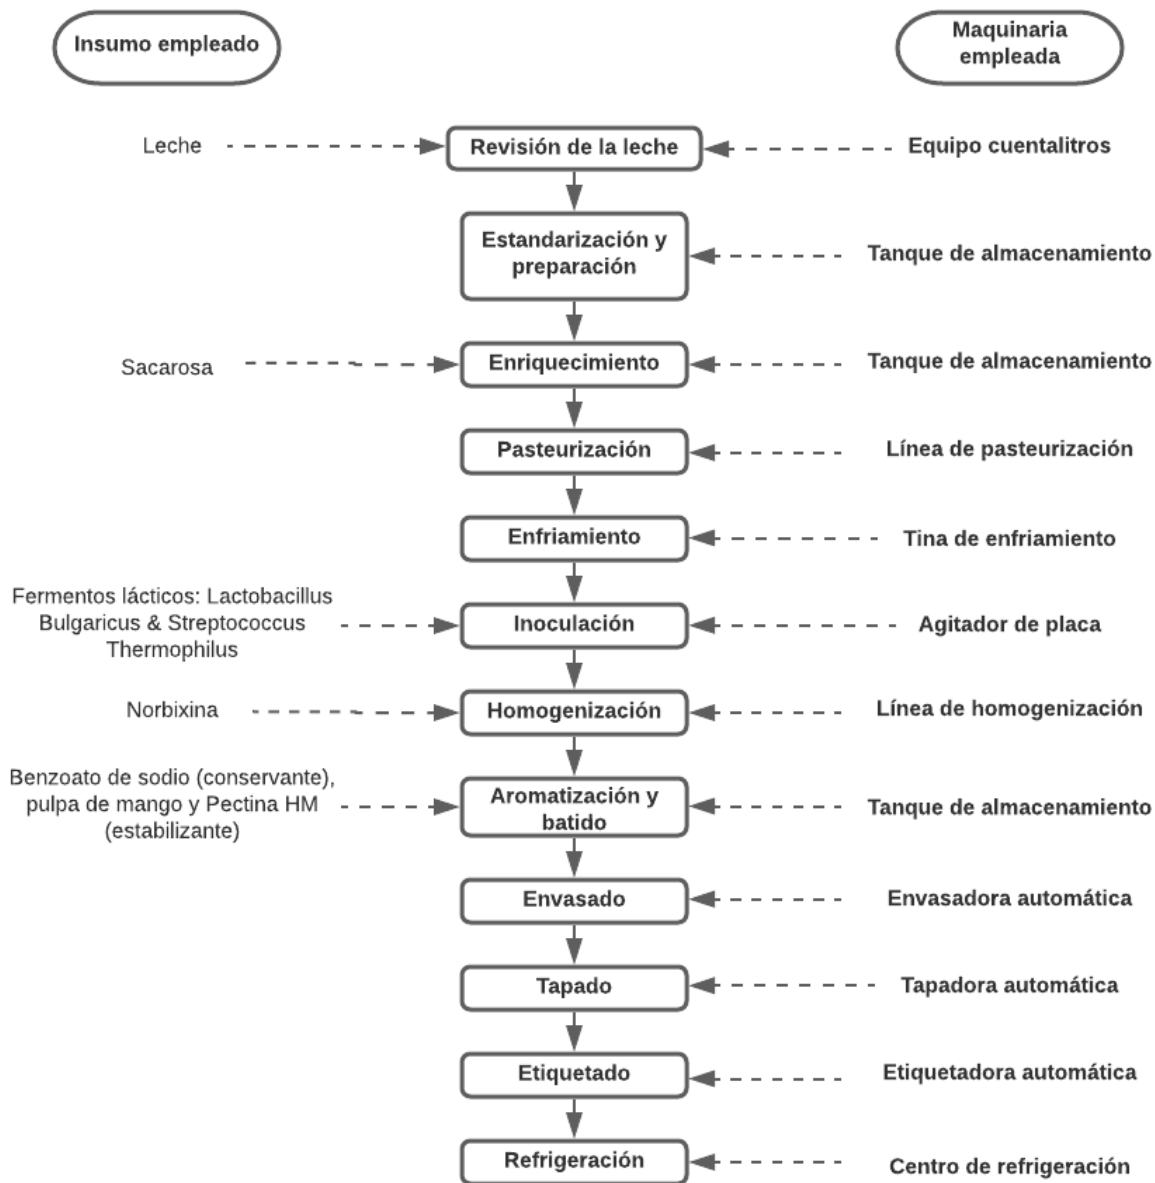 Insumo empleado
Maquinaria
empleada
Leche
Revisión de la leche
Equipo cuentalitros
Estandarización y
preparación
Tanque de almacenamiento
Sacarosa
Enriquecimiento
Tanque de almacenamiento
Pasteurización
Línea de pasteurización
Enfriamiento
Tina de enfriamiento
Fermentos lácticos: Lactobacillus
Bulgaricus & Streptococcus
Thermophilus
Inoculación
Agitador de placa
Norbixina
Homogenización
Línea de homogenización
Benzoato de sodio (conservante),
pulpa de mango y Pectina HM
(estabilizante)
Aromatización y
batido
Tanque de almacenamiento
Envasado
Envasadora automática
Tapado
Tapadora automática
Etiquetado
Etiquetadora automática
Refrigeración
Centro de refrigeración